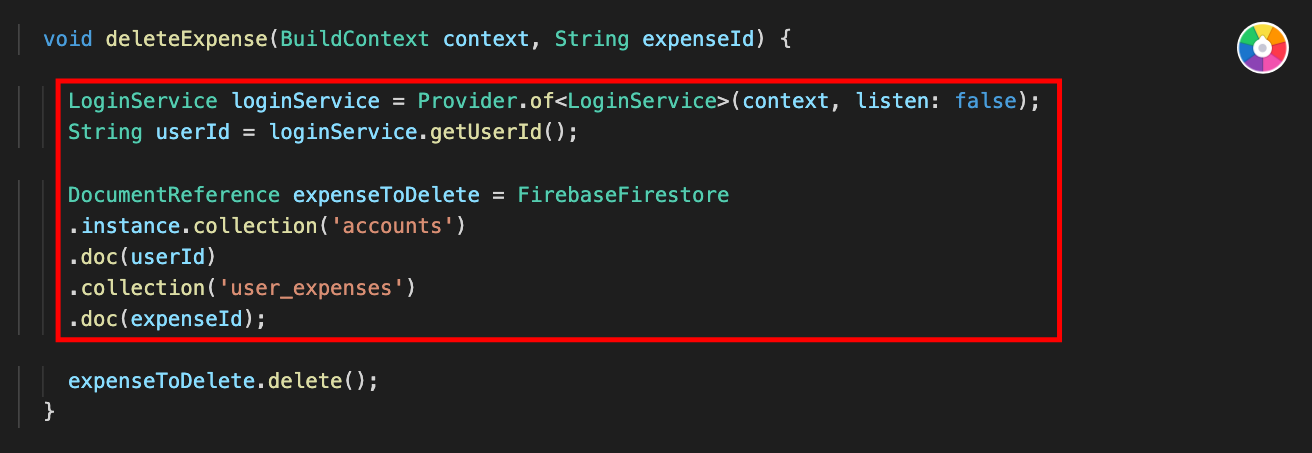 void deleteExpense(BuildContext context, String expenseId) {
LoginService loginService = Provider.of<LoginService>(context, listen: false);
String userId = loginService.getUserId();
DocumentReference expenseToDelete = FirebaseFirestore
.instance.collection('accounts')
.doc(userId)
.collection('user_expenses')
.doc(expenseId);
expenseToDelete.delete();
}